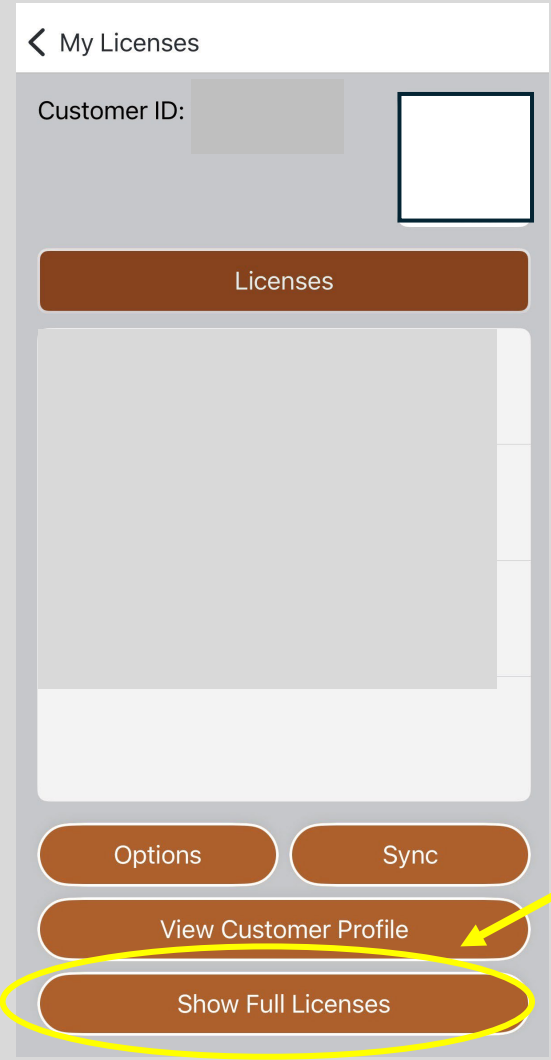 My Licenses
Customer ID:
Licenses
Options
Sync
View Customer Profile
Show Full Licenses